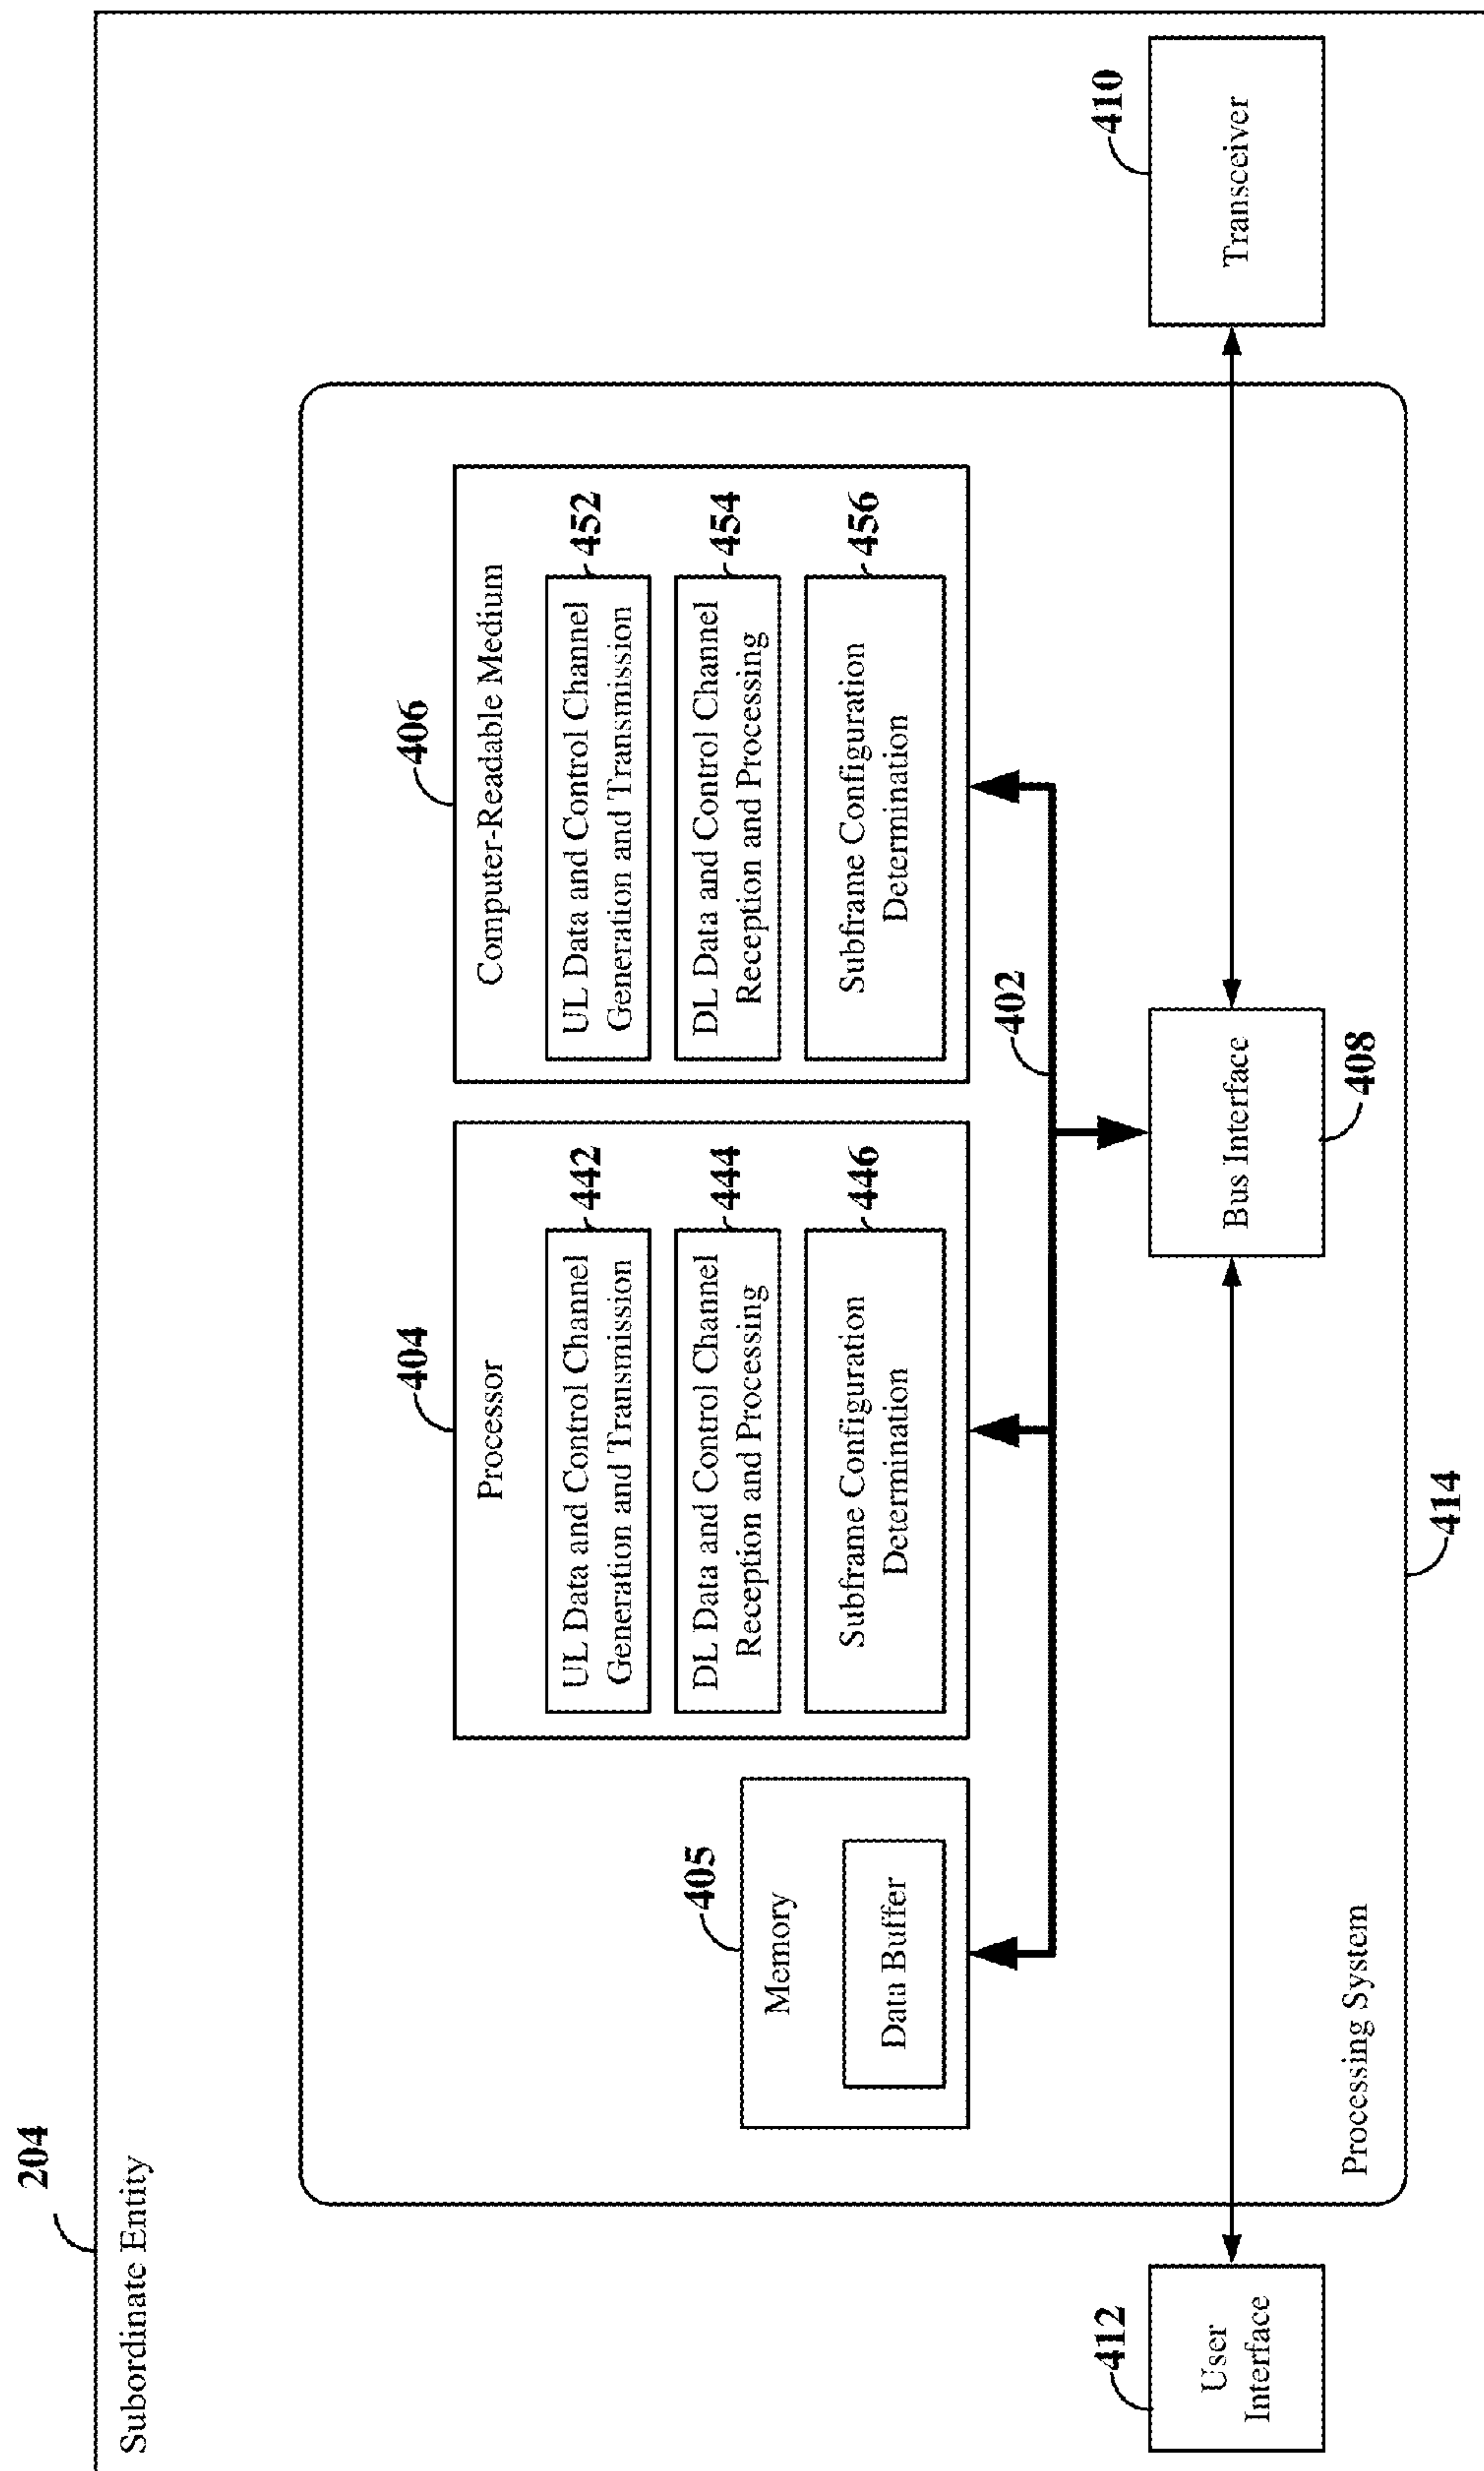 204
Subordinate Entity
404
Processor
UL Data and Control Channel
Generation and Transmission
442
DL Data and Control Channel
Reception and Processing
444
Subframe Configuration
Determination
446
406
Computer-Readable Medium
UL Data and Control Channel
Generation and Transmission
452
DL Data and Control Channel
Reception and Processing
454
Subframe Configuration
Determination
456
405
Memory
Data Buffer
402
412
User
Interface
Bus Interface
408
410
Transceiver
Processing System
414